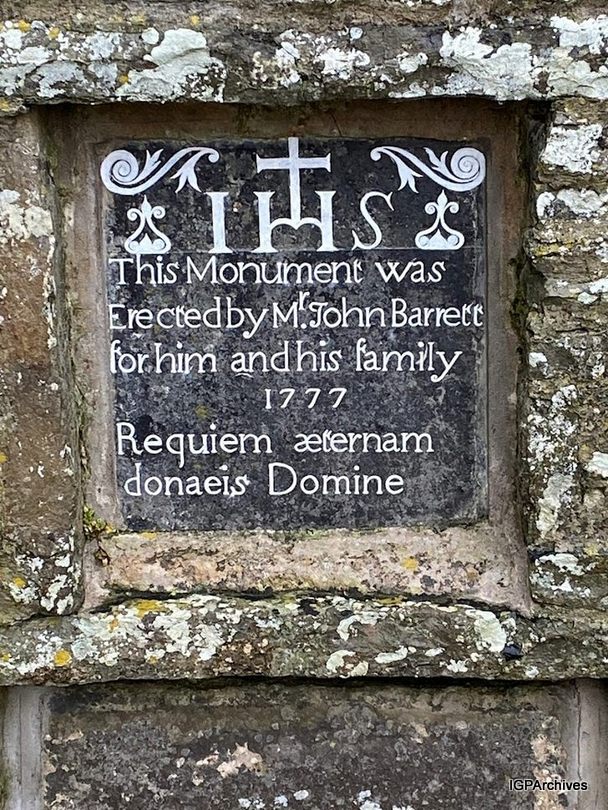 IHS
This Monument was
Erected by Mr. John Barrett
for him and his family
1777
Requiem æternam
donaeis Domine
IGPArchives